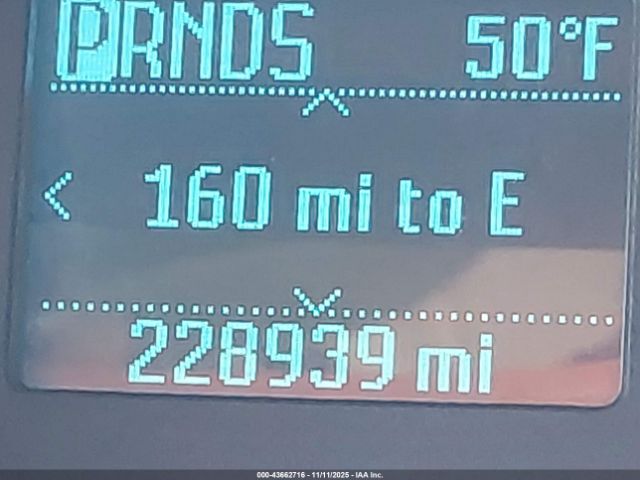 PRNDS 50°F
< 160 mi to E
228939 mi
000-43662716 - 11/11/2025 - IAA Inc.